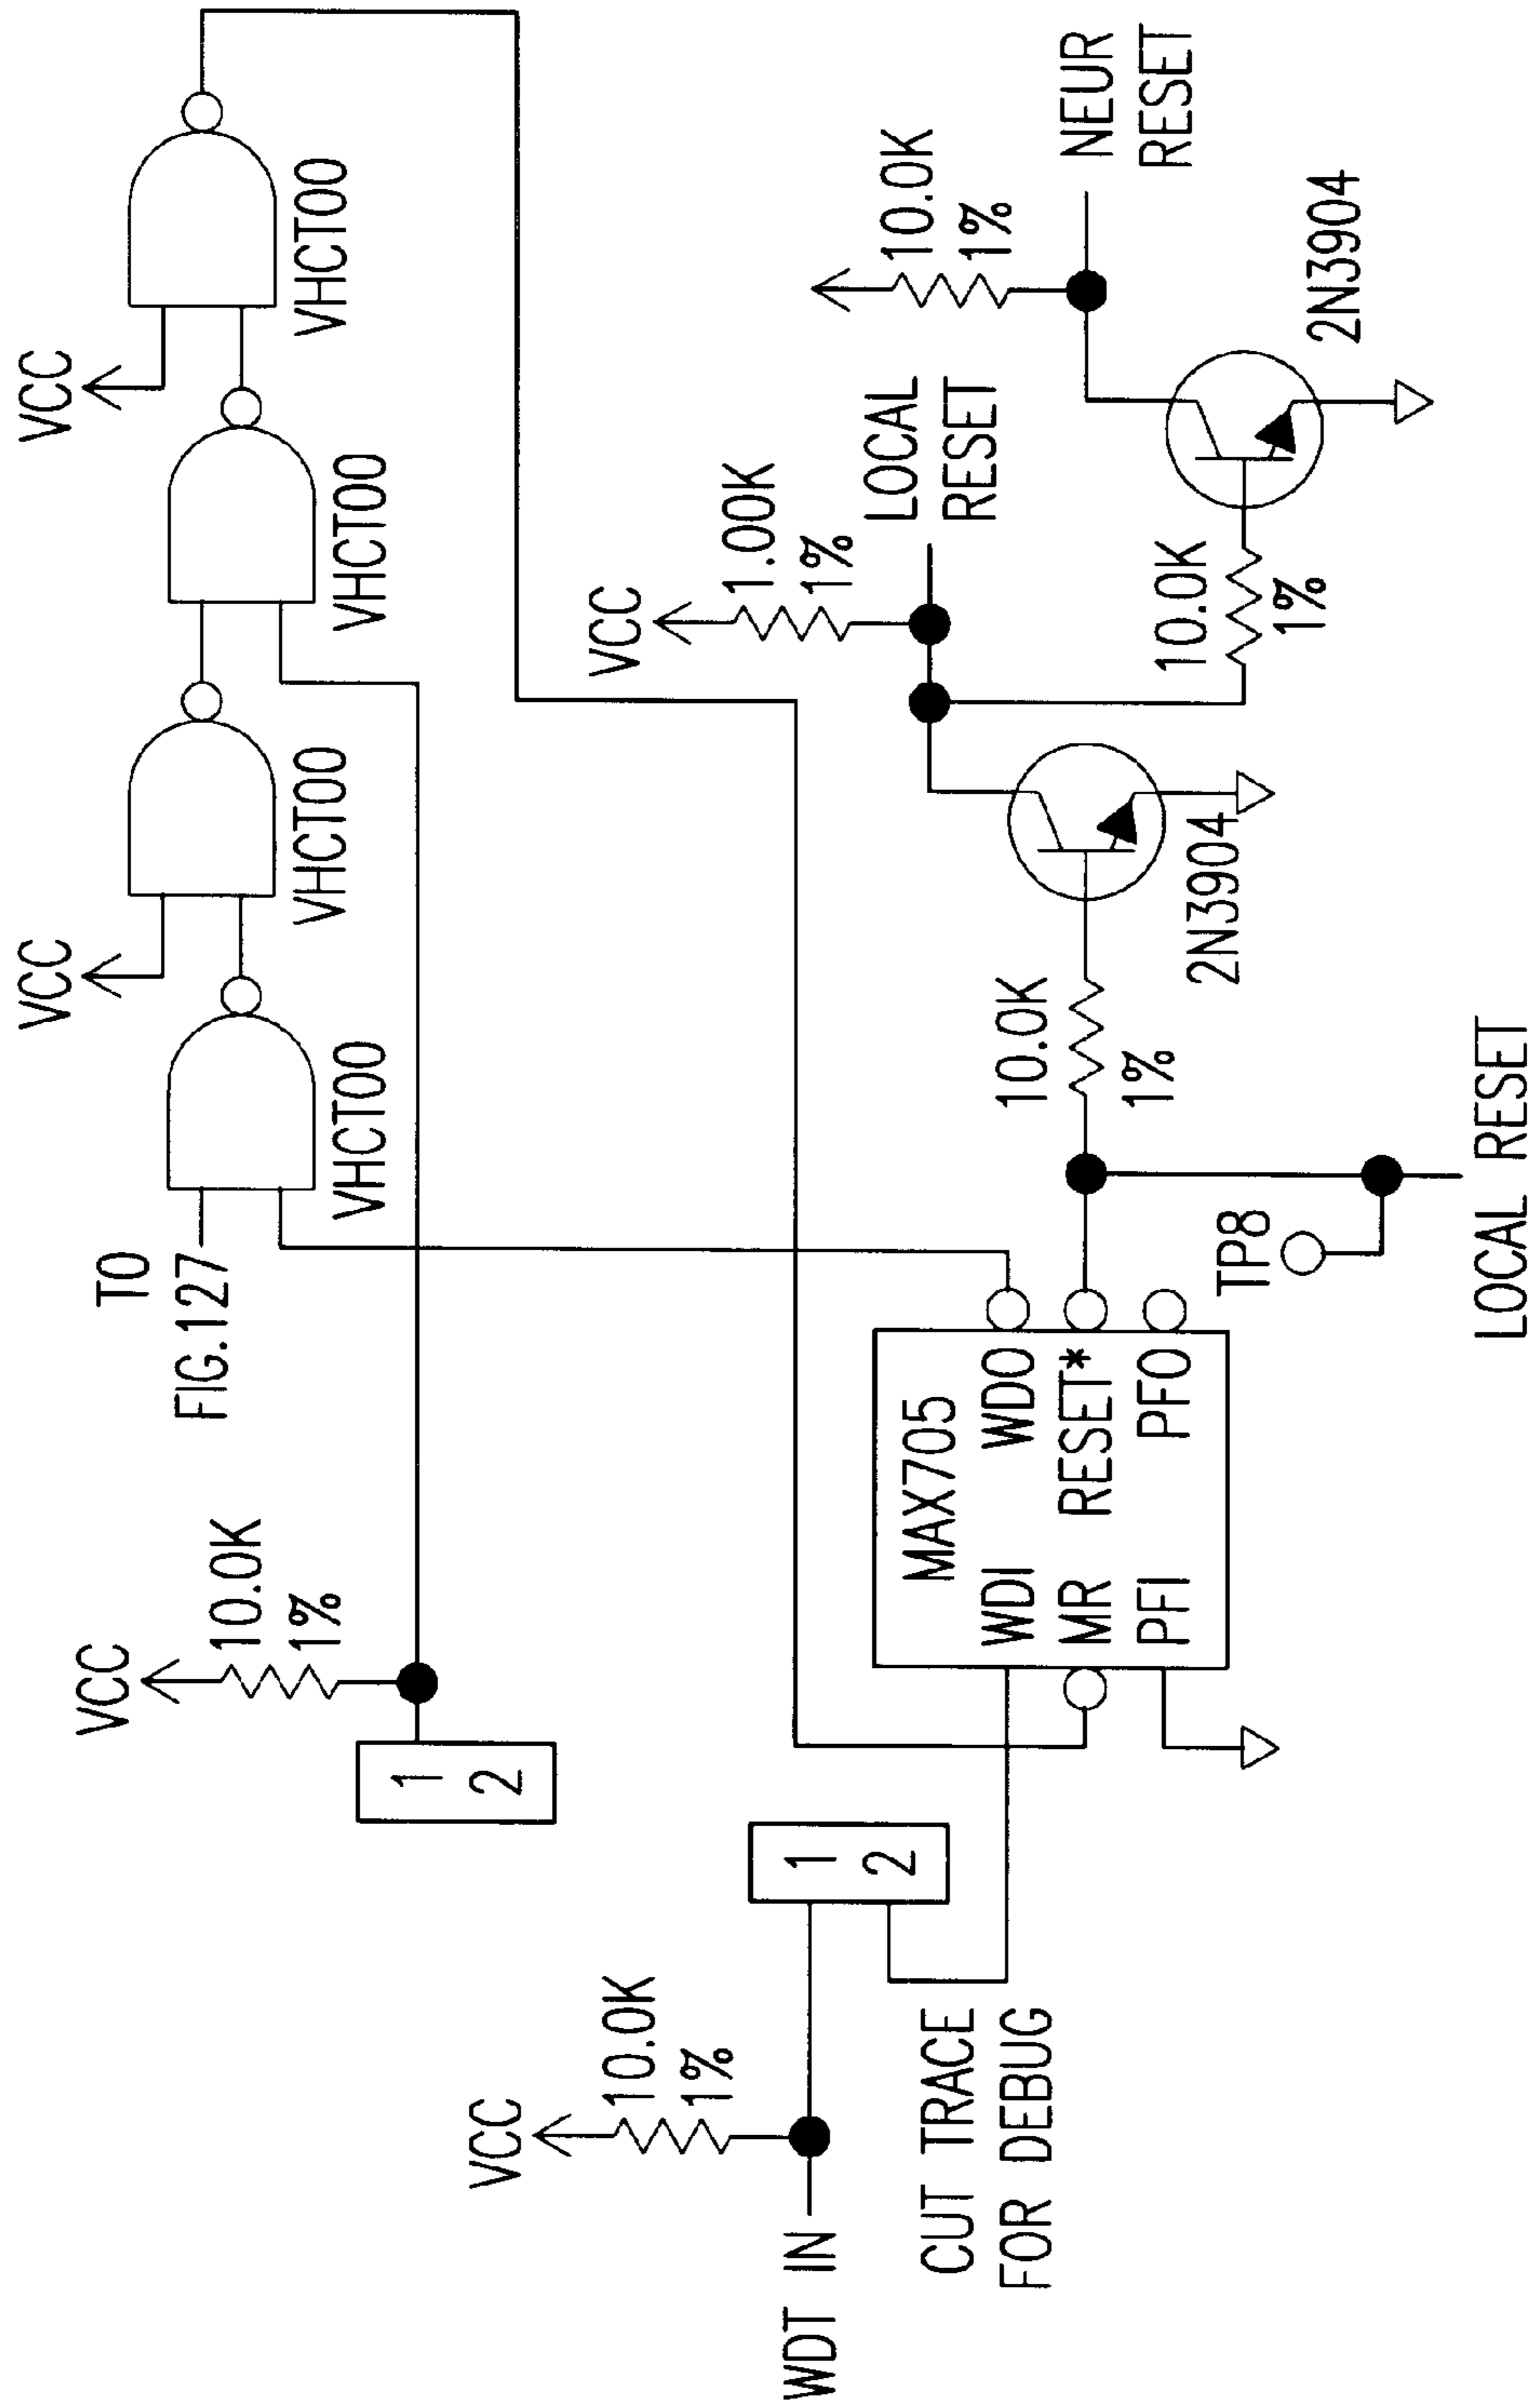 VCC
10.0K
1%
1
2
TO
FIG.127
VHCT00
VCC
VHCT00
VHCT00
VCC
VHCT00
VCC
10.0K
1%
WDT IN
1
2
CUT TRACE
FOR DEBUG
MAX705
WDI
WDO
MR
RESET*
PFI
PFO
TP8
LOCAL RESET
10.0K
1%
2N3904
VCC
1.00K
1%
LOCAL
RESET
10.0K
1%
2N3904
10.0K
1%
NEUR
RESET